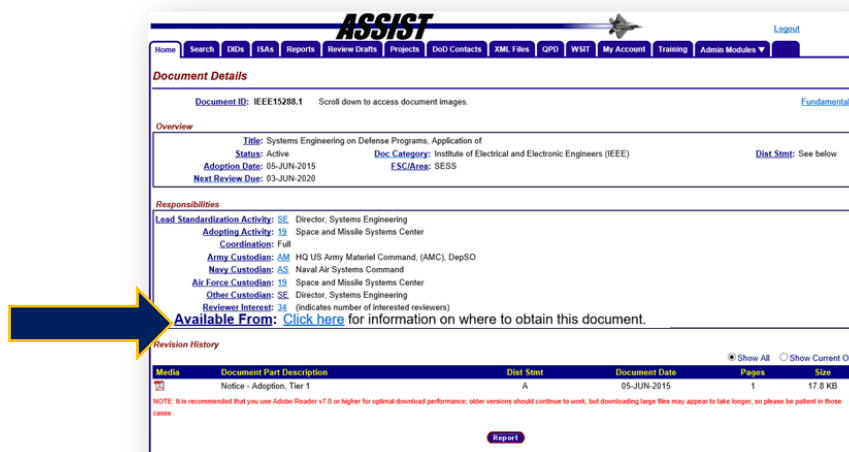 ASSIST
Logout
Home Search DIDs ISAs Reports Review Drafts Projects DoD Contacts XML Files QPD WSIT My Account Training Admin Modules ▼
Document Details
Document ID: IEEE15288.1 Scroll down to access document images. Fundamental
Overview
Title: Systems Engineering on Defense Programs, Application of
Status: Active Doc Category: Institute of Electrical and Electronic Engineers (IEEE) Dist Stmt: See below
Adoption Date: 05-JUN-2015 FSC/Area: SESS
Next Review Due: 03-JUN-2020
Responsibilities
Lead Standardization Activity: SE Director, Systems Engineering
Adopting Activity: 19 Space and Missile Systems Center
Coordination: Full
Army Custodian: AM HQ US Army Materiel Command, (AMC), DepSO
Navy Custodian: AS Naval Air Systems Command
Air Force Custodian: 19 Space and Missile Systems Center
Other Custodian: SE Director, Systems Engineering
Reviewer Interest: 34 (indicates number of interested reviewers)
Available From: Click here for information on where to obtain this document.
Revision History
Show All Show Current O
Media Document Part Description Dist Stmt Document Date Pages Size
Notice - Adoption, Tier 1 A 05-JUN-2015 1 17.8 KB
NOTE: It is recommended that you use Adobe Reader v7.0 or higher for optimal download performance; older versions should continue to work, but downloading large files may appear to take longer, so please be patient in those
cases.
Report